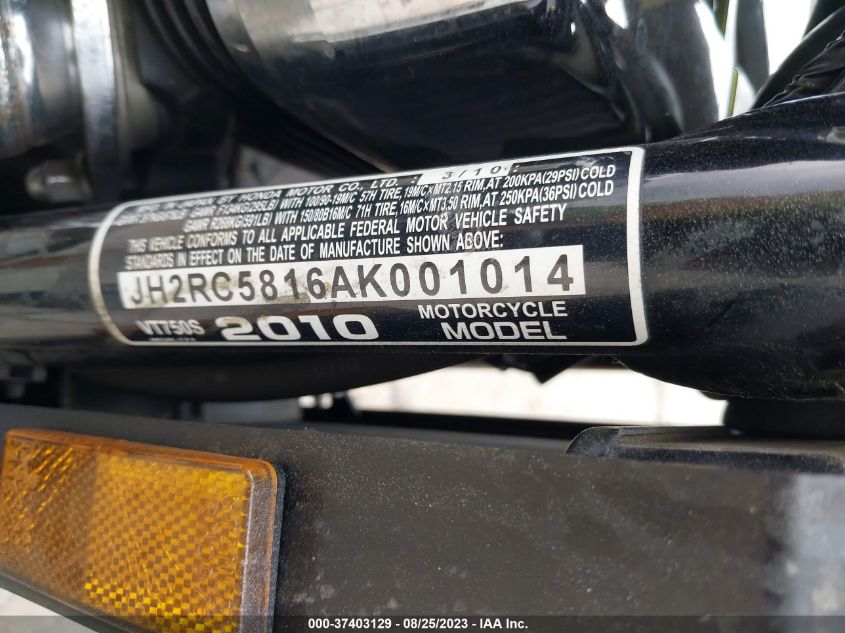 BY HONDA MOTOR CO., LTD. 3/10
WITH 100/90-19M/C 57H TIRE, 19M/C×MT2.15 RIM, AT 200KPA(29PSI) COLD
WITH 150/80B16M/C 71H TIRE, 16M/C×MT3.50 RIM, AT 250KPA(36PSI) COLD
THIS VEHICLE CONFORMS TO ALL APPLICABLE FEDERAL MOTOR VEHICLE SAFETY
STANDARDS IN EFFECT ON THE DATE OF MANUFACTURE SHOWN ABOVE.
JH2RC5816AK001014
VT750S 2010 MOTORCYCLE
MODEL
000-37403129 - 08/25/2023 - IAA Inc.